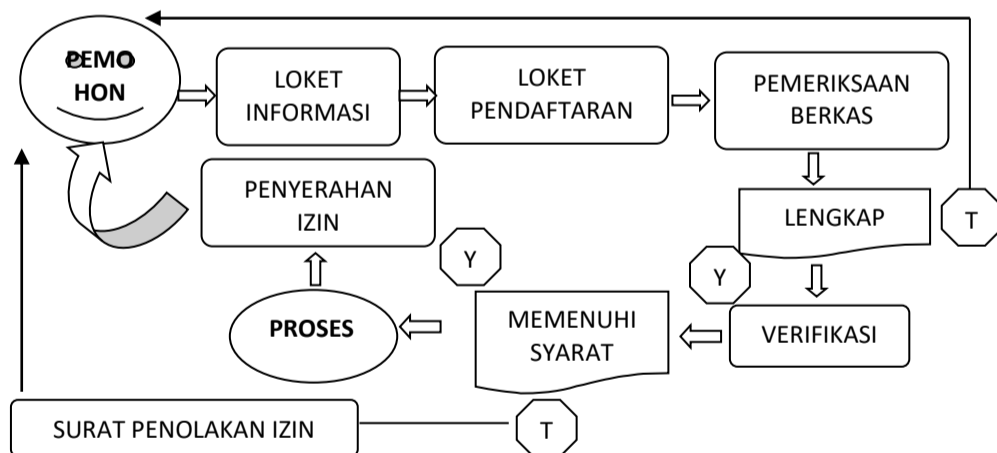 PEMO
HON
LOKET
INFORMASI
LOKET
PENDAFTARAN
PEMERIKSAAN
BERKAS
LENGKAP
T
Y
VERIFIKASI
MEMENUHI
SYARAT
Y
PROSES
PENYERAHAN
IZIN
T
SURAT PENOLAKAN IZIN